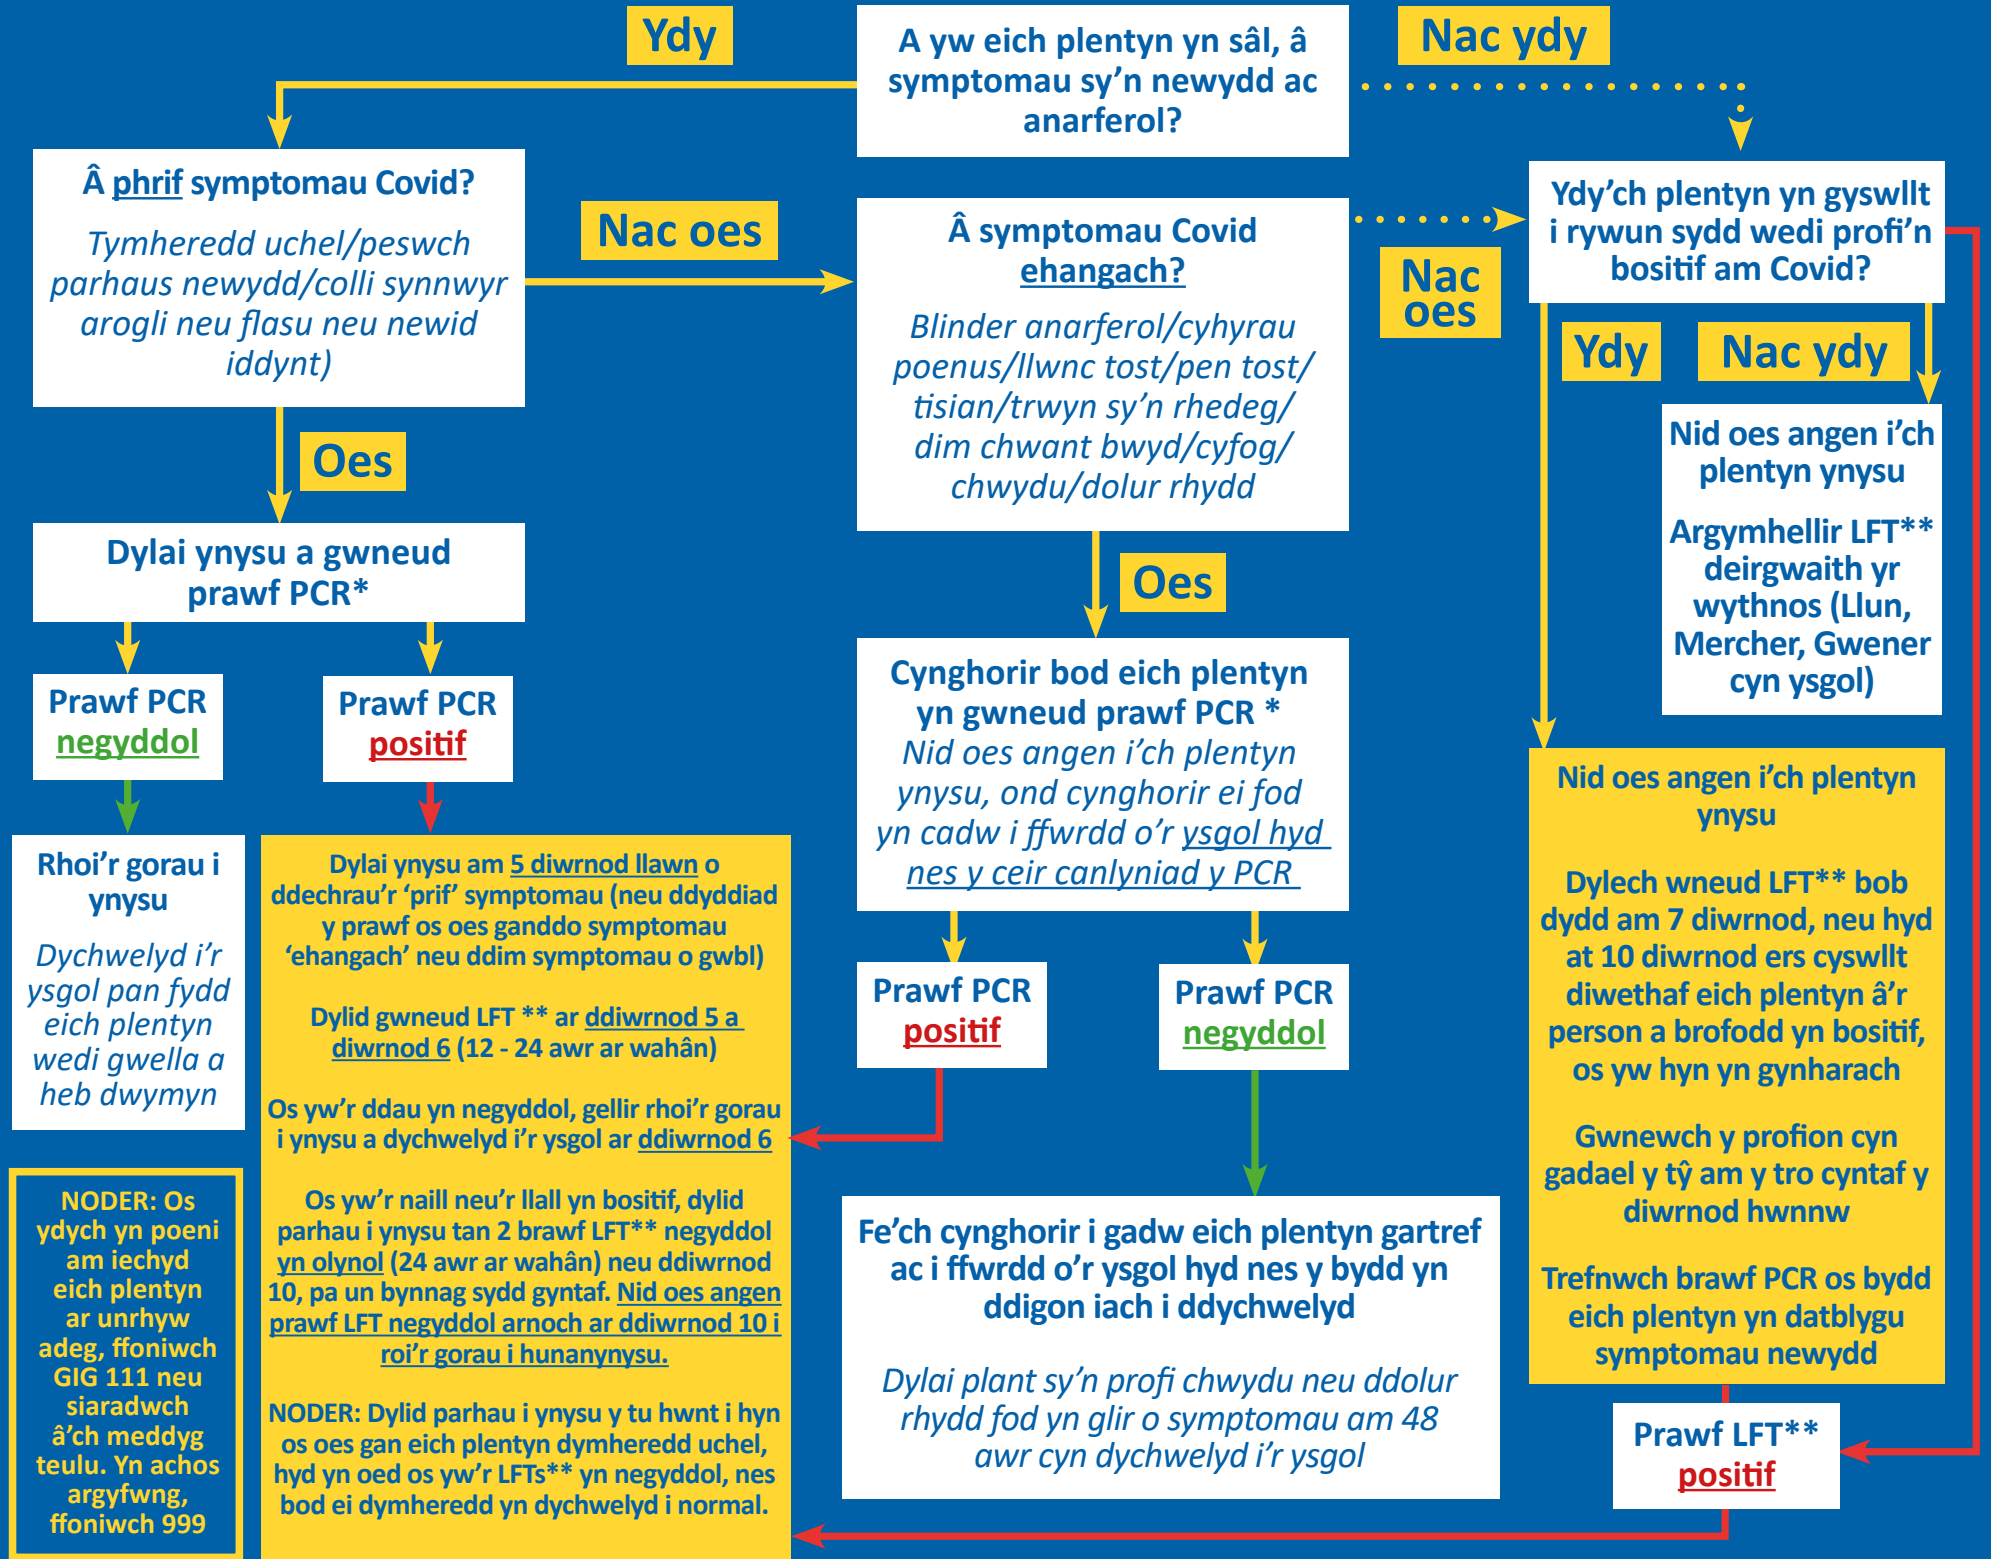 Ydy
A yw eich plentyn yn sâl, â
symptomau sy'n newydd ac
anarferol?
Nac ydy
 phrif symptomau Covid?
Tymheredd uchel/peswch
parhaus newydd/colli synnwyr
arogli neu flasu neu newid
iddynt)
Nac oes
 symptomau Covid
ehangach?
Blinder anarferol/cyhyrau
poenus/llwnc tost/pen tost/
tisian/trwyn sy'n rhedeg/
dim chwant bwyd/cyfog/
chwydu/dolur rhydd
Nac
oes
Ydy'ch plentyn yn gyswllt
i rywun sydd wedi profi'n
bositif am Covid?
Ydy
Nac ydy
Nid oes angen i'ch
plentyn ynysu
Argymhellir LFT**
deirgwaith yr
wythnos (Llun,
Mercher, Gwener
cyn ysgol)
Oes
Dylai ynysu a gwneud
prawf PCR*
Prawf PCR
negyddol
Prawf PCR
positif
Rhoi'r gorau i
ynysu
Dychwelyd i'r
ysgol pan fydd
eich plentyn
wedi gwella a
heb dwymyn
NODER: Os
ydych yn poeni
am iechyd
eich plentyn
ar unrhyw
adeg, ffoniwch
GIG 111 neu
siaradwch
â'ch meddyg
teulu. Yn achos
argyfwng,
ffoniwch 999
Dylai ynysu am 5 diwrnod llawn o
ddechrau'r 'prif' symptomau (neu ddyddiad
y prawf os oes ganddo symptomau
'ehangach' neu ddim symptomau o gwbl)
Dylid gwneud LFT ** ar ddiwrnod 5 a
diwrnod 6 (12 - 24 awr ar wahân)
Os yw'r ddau yn negyddol, gellir rhoi'r gorau
i ynysu a dychwelyd i'r ysgol ar ddiwrnod 6
Os yw'r naill neu'r llall yn bositif, dylid
parhau i ynysu tan 2 brawf LFT** negyddol
yn olynol (24 awr ar wahân) neu ddiwrnod
10, pa un bynnag sydd gyntaf. Nid oes angen
prawf LFT negyddol arnoch ar ddiwrnod 10 i
roi'r gorau i hunanynysu.
NODER: Dylid parhau i ynysu y tu hwnt i hyn
os oes gan eich plentyn dymheredd uchel,
hyd yn oed os yw'r LFTs** yn negyddol, nes
bod ei dymheredd yn dychwelyd i normal.
Oes
Cynghorir bod eich plentyn
yn gwneud prawf PCR *
Nid oes angen i'ch plentyn
ynysu, ond cynghorir ei fod
yn cadw i ffwrdd o'r ysgol hyd
nes y ceir canlyniad y PCR
Prawf PCR
positif
Prawf PCR
negyddol
Fe'ch cynghorir i gadw eich plentyn gartref
ac i ffwrdd o'r ysgol hyd nes y bydd yn
ddigon iach i ddychwelyd
Dylai plant sy'n profi chwydu neu ddolur
rhydd fod yn glir o symptomau am 48
awr cyn dychwelyd i'r ysgol
Nid oes angen i'ch plentyn
ynysu
Dylech wneud LFT** bob
dydd am 7 diwrnod, neu hyd
at 10 diwrnod ers cyswllt
diwethaf eich plentyn â'r
person a brofodd yn bositif,
os yw hyn yn gynharach
Gwnewch y profion cyn
gadael y tŷ am y tro cyntaf y
diwrnod hwnnw
Trefnwch brawf PCR os bydd
eich plentyn yn datblygu
symptomau newydd
Prawf LFT**
positif